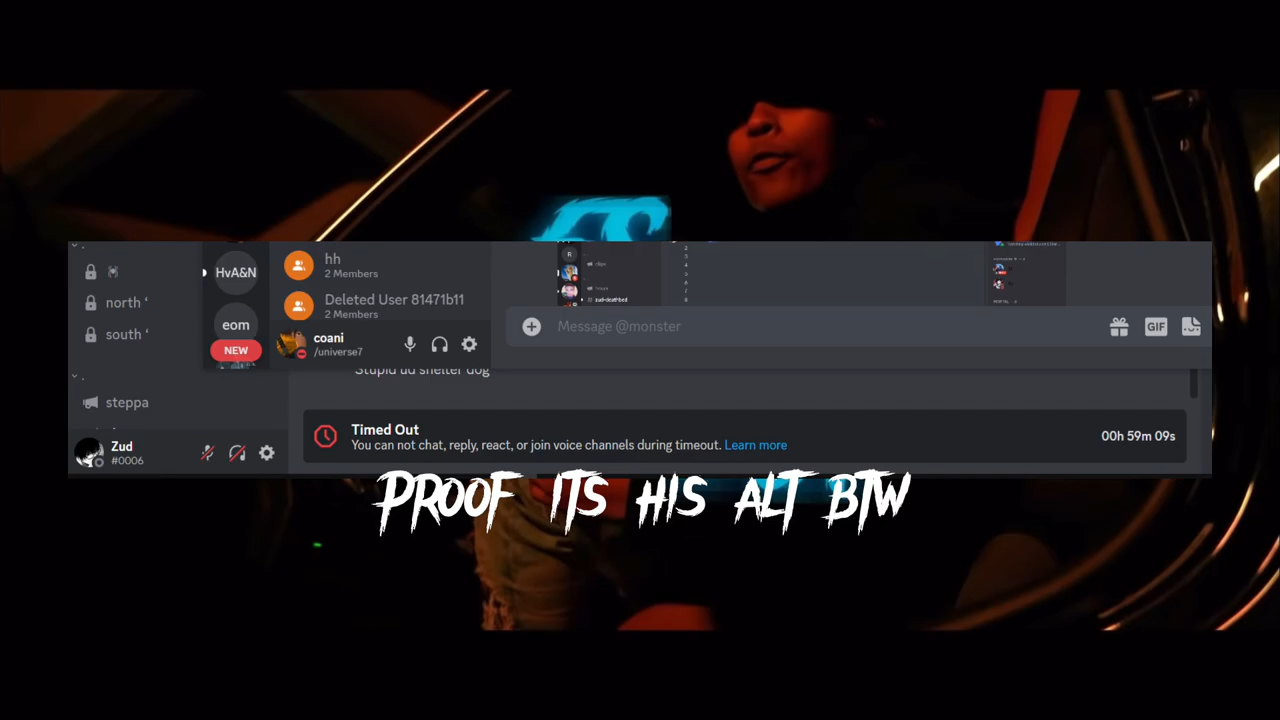 hh
2 Members
HvA&N
north ‘
Deleted User 81471b11
2 Members
zud-deathbed
eom
south ‘
NEW
coani
/universe7
Message @monster
GIF
Stupid ud shelter dog
steppa
Timed Out
You can not chat, reply, react, or join voice channels during timeout. Learn more
00h 59m 09s
Zud
#0006
PROOF ITS HIS ALT BTW